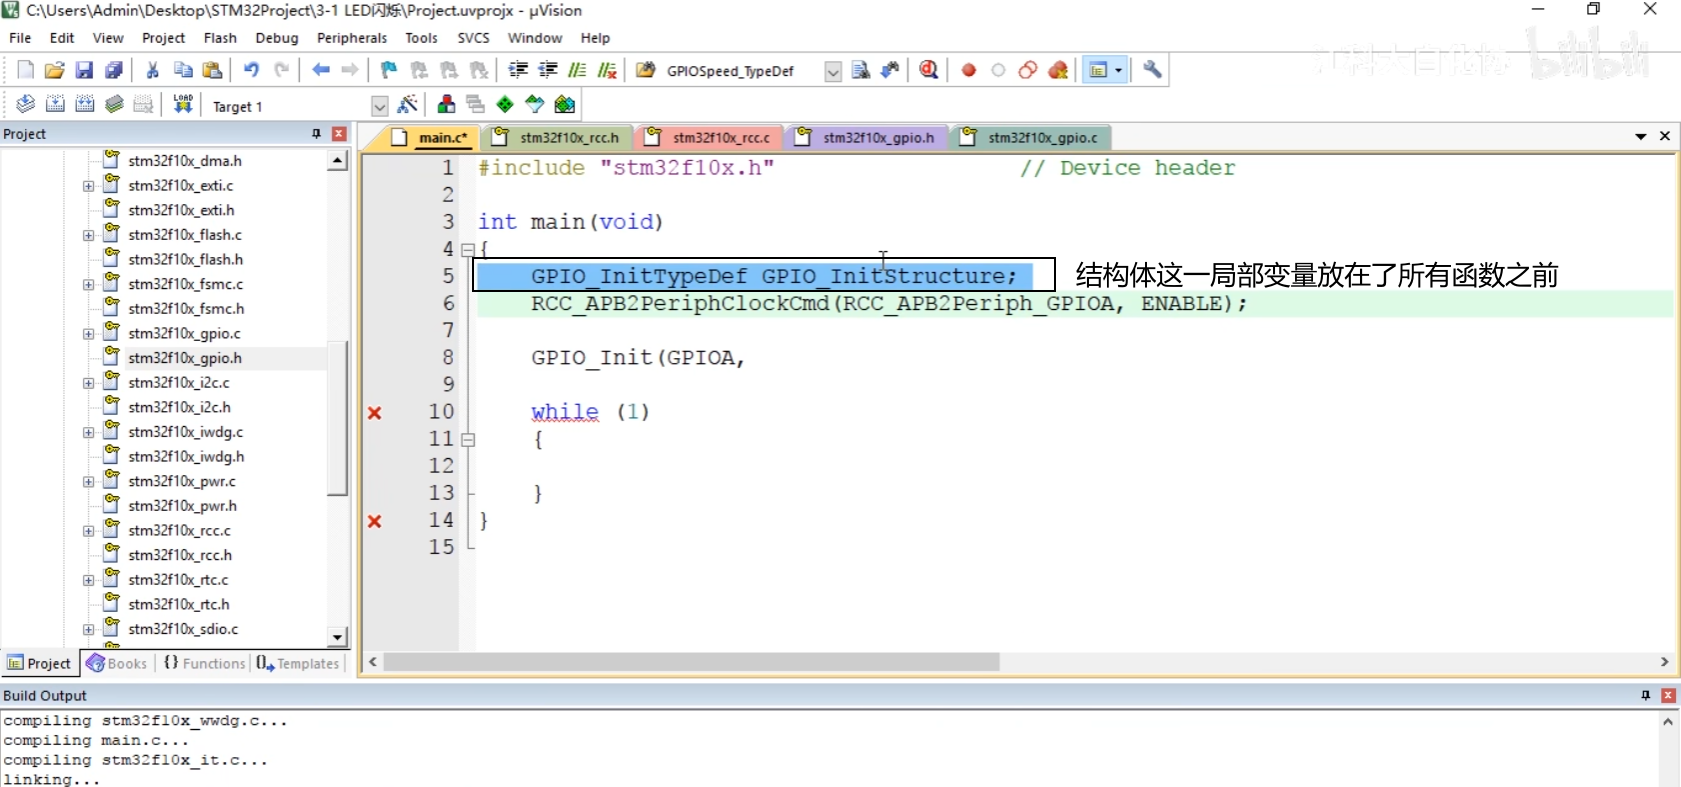 C:\Users\Admin\Desktop\STM32Project\3-1 LED闪烁\Project.uvprojx - µVision
File Edit View Project Flash Debug Peripherals Tools SVCS Window Help
GPIOSpeed_TypeDef
LOAD Target 1
Project
main.c* stm32f10x_rcc.h stm32f10x_rcc.c stm32f10x_gpio.h stm32f10x_gpio.c
stm32f10x_dma.h
stm32f10x_exti.c
stm32f10x_exti.h
stm32f10x_flash.c
stm32f10x_flash.h
stm32f10x_fsmc.c
stm32f10x_fsmc.h
stm32f10x_gpio.c
stm32f10x_gpio.h
stm32f10x_i2c.c
stm32f10x_i2c.h
stm32f10x_iwdg.c
stm32f10x_iwdg.h
stm32f10x_pwr.c
stm32f10x_pwr.h
stm32f10x_rcc.c
stm32f10x_rcc.h
stm32f10x_rtc.c
stm32f10x_rtc.h
stm32f10x_sdio.c
Project Books {} Functions Templates
1 #include "stm32f10x.h" // Device header
2
3 int main(void)
4 {
5 GPIO_InitTypeDef GPIO_InitStructure; 结构体这一局部变量放在了所有函数之前
6 RCC_APB2PeriphClockCmd(RCC_APB2Periph_GPIOA, ENABLE);
7
8 GPIO_Init(GPIOA,
9
10 while (1)
11 {
12
13 }
14 }
15
Build Output
compiling stm32f10x_wwdg.c...
compiling main.c...
compiling stm32f10x_it.c...
linking...